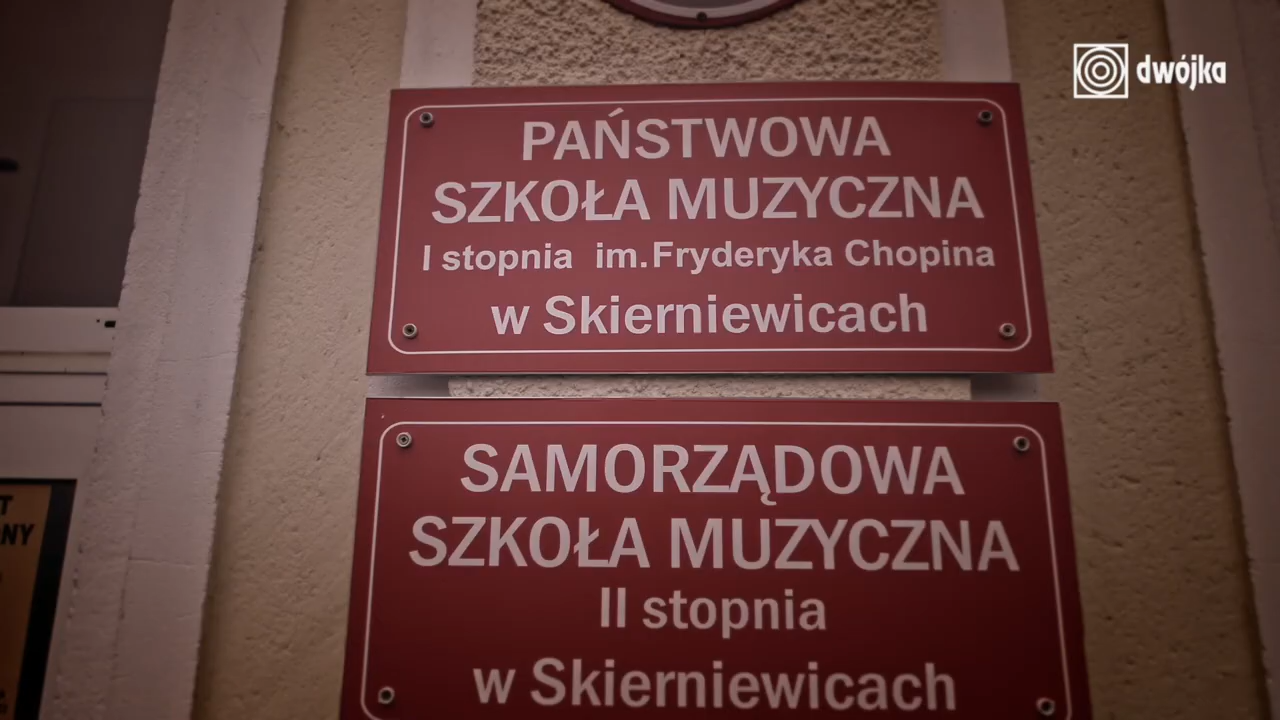 dwójka
PAŃSTWOWA
SZKOŁA MUZYCZNA
I stopnia im. Fryderyka Chopina
w Skierniewicach
SAMORZĄDOWA
SZKOŁA MUZYCZNA
II stopnia
w Skierniewicach